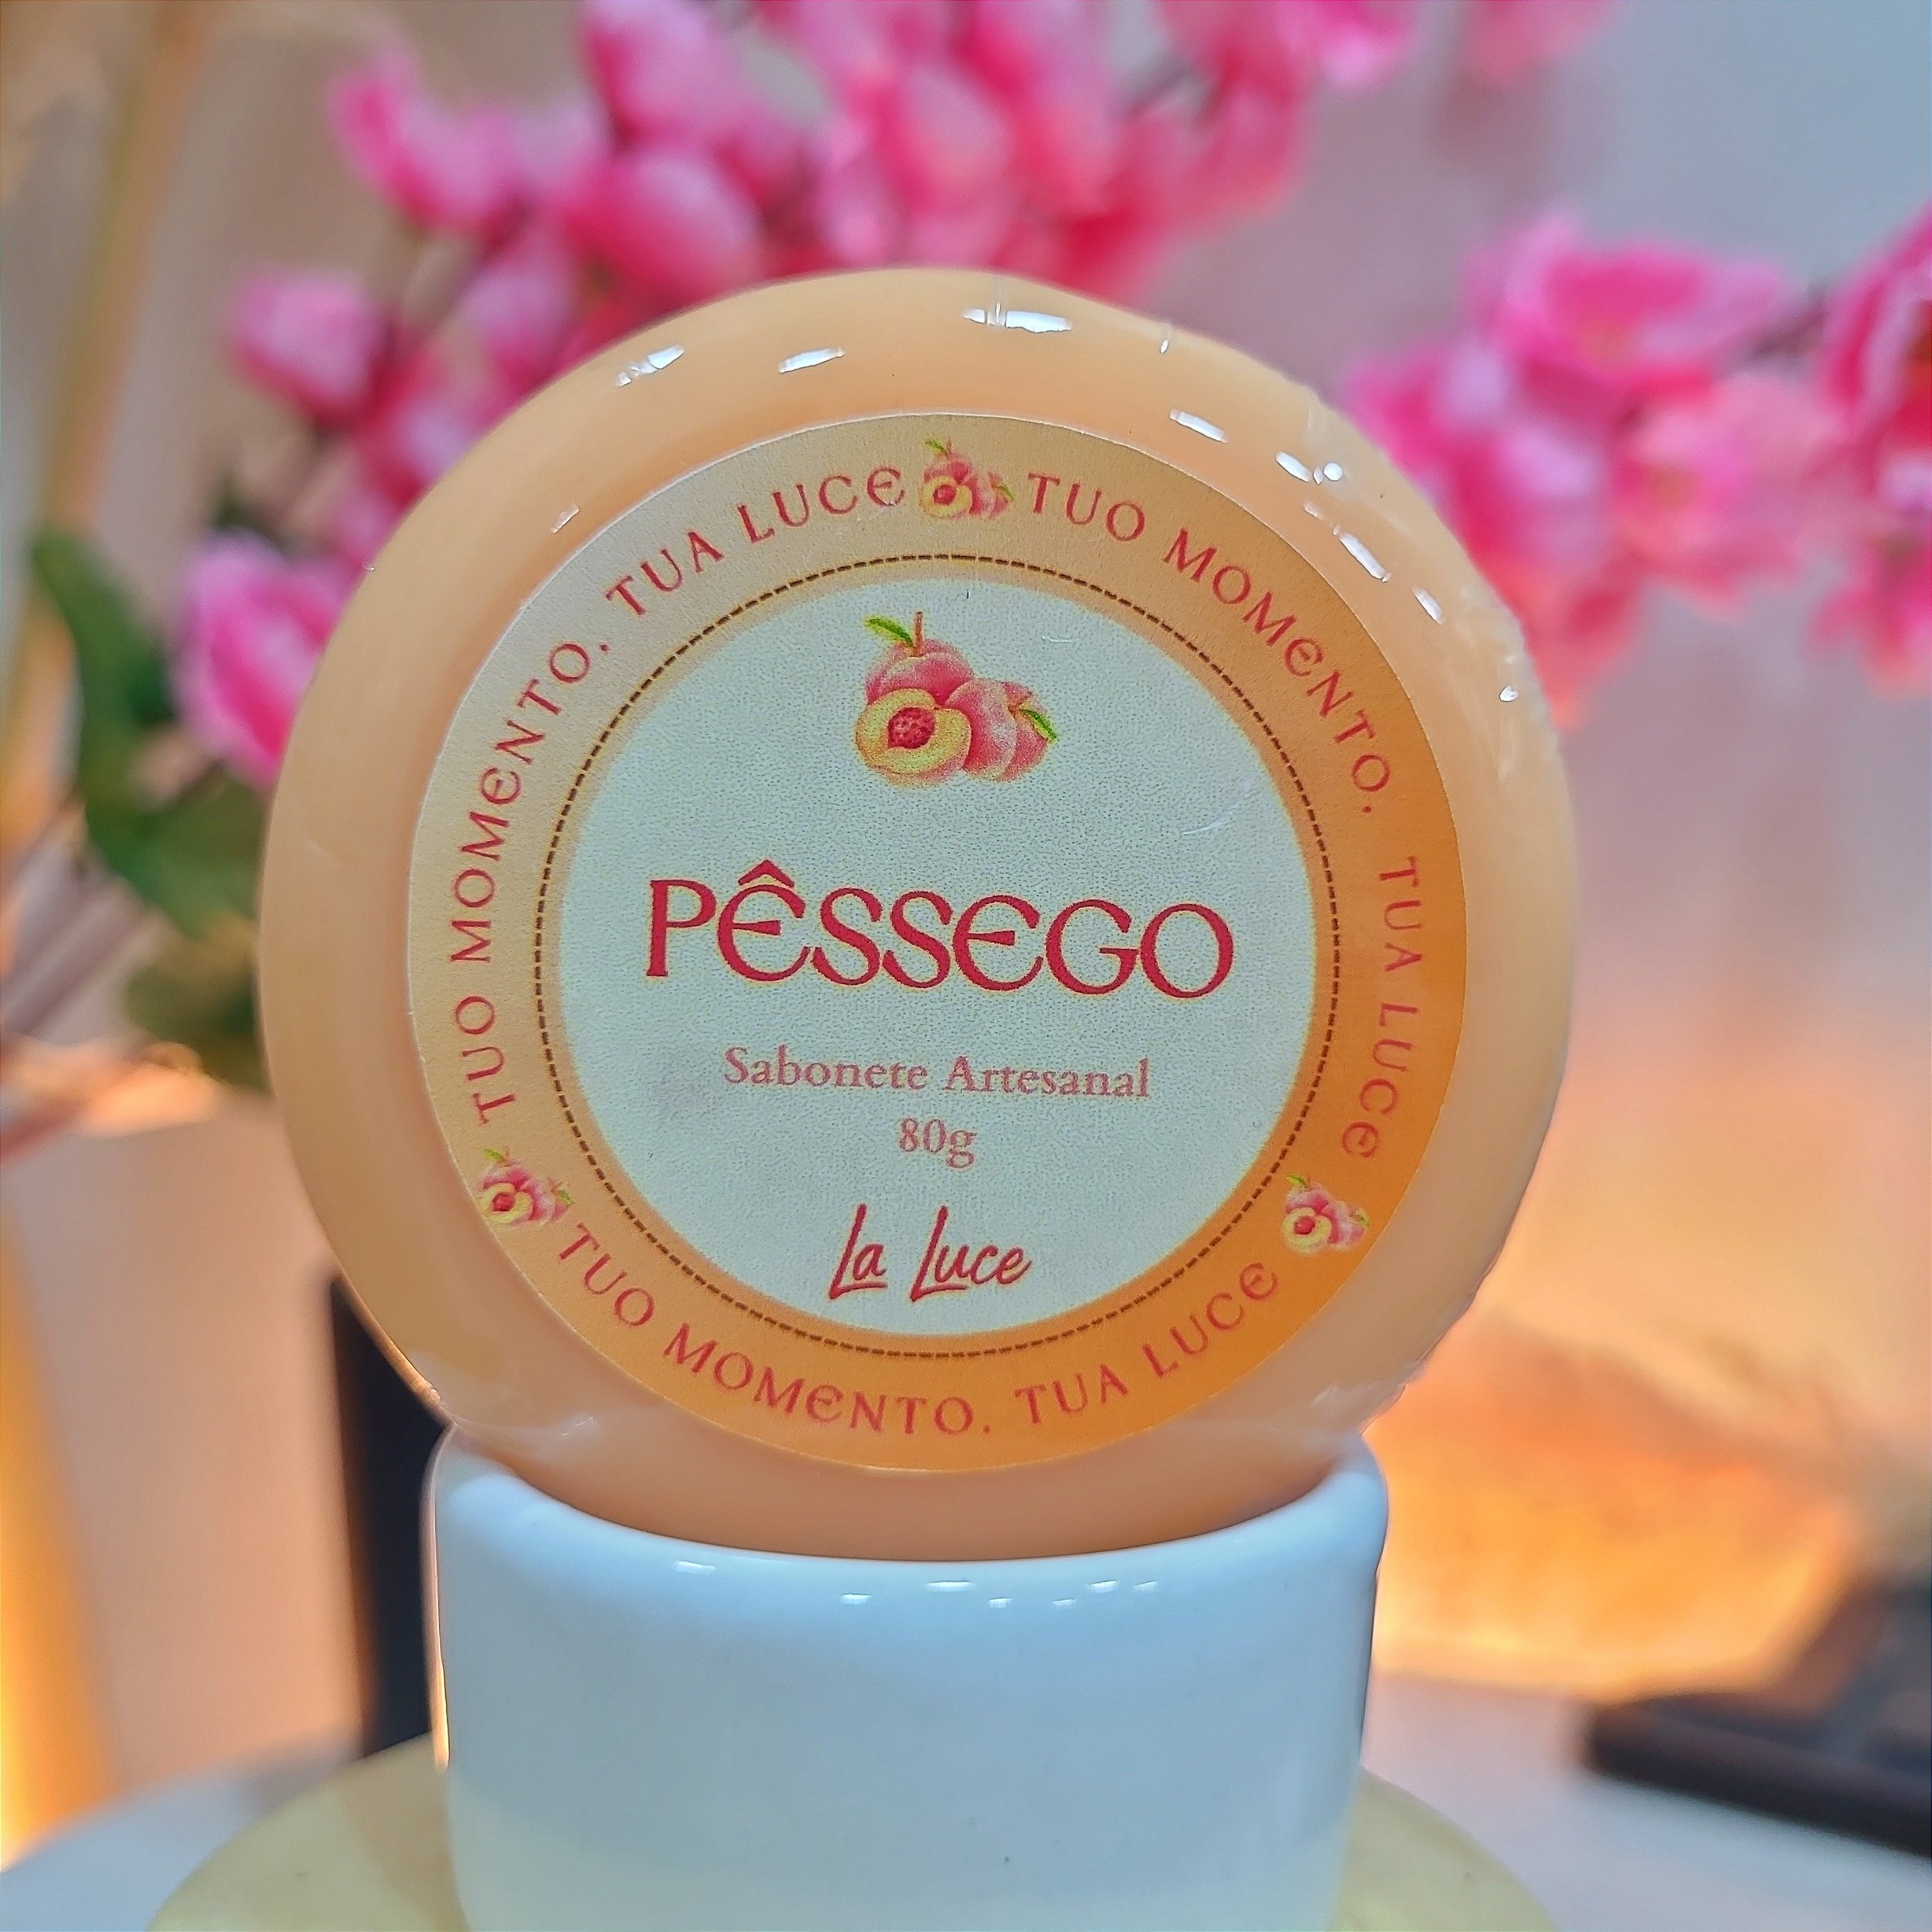 TUO MOMENTO. TUA LUCE
TUO MOMENTO. TUA LUCE
TUO MOMENTO. TUA LUCE
PÊSSEGO
Sabonete Artesanal
80g
La Luce